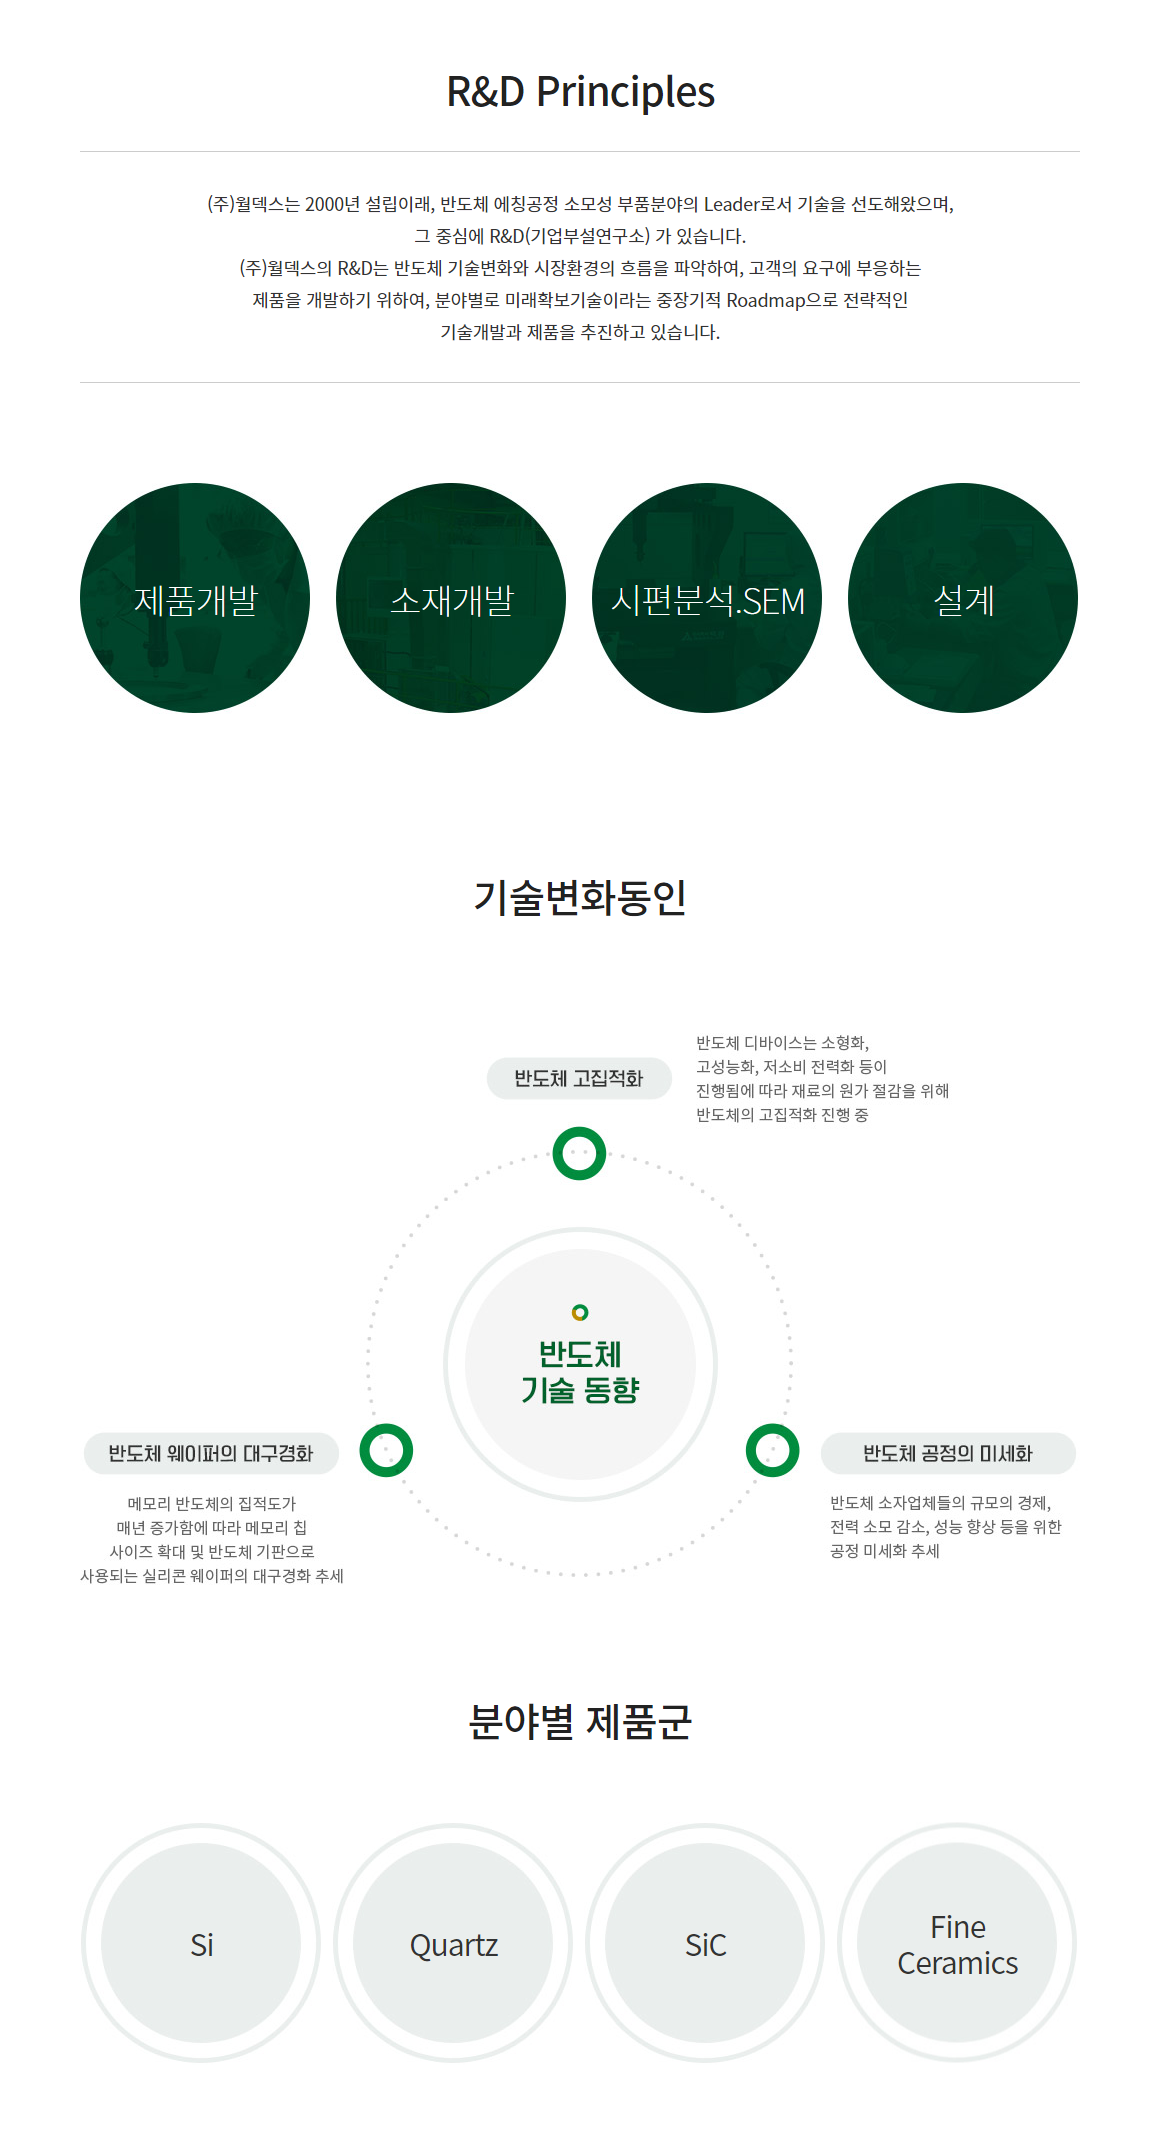 R&D Principles
(주)월덱스는 2000년 설립이래, 반도체 에칭공정 소모성 부품분야의 Leader로서 기술을 선도해왔으며,
그 중심에 R&D(기업부설연구소) 가 있습니다.
(주)월덱스의 R&D는 반도체 기술변화와 시장환경의 흐름을 파악하여, 고객의 요구에 부응하는
제품을 개발하기 위하여, 분야별로 미래확보기술이라는 중장기적 Roadmap으로 전략적인
기술개발과 제품을 추진하고 있습니다.
제품개발
소재개발
시편분석.SEM
설계
기술변화동인
반도체 고집적화
반도체 디바이스는 소형화,
고성능화, 저소비 전력화 등이
진행됨에 따라 재료의 원가 절감을 위해
반도체의 고집적화 진행 중
반도체
기술 동향
반도체 웨이퍼의 대구경화
메모리 반도체의 집적도가
매년 증가함에 따라 메모리 칩
사이즈 확대 및 반도체 기판으로
사용되는 실리콘 웨이퍼의 대구경화 추세
반도체 공정의 미세화
반도체 소자업체들의 규모의 경제,
전력 소모 감소, 성능 향상 등을 위한
공정 미세화 추세
분야별 제품군
Si
Quartz
SiC
Fine
Ceramics